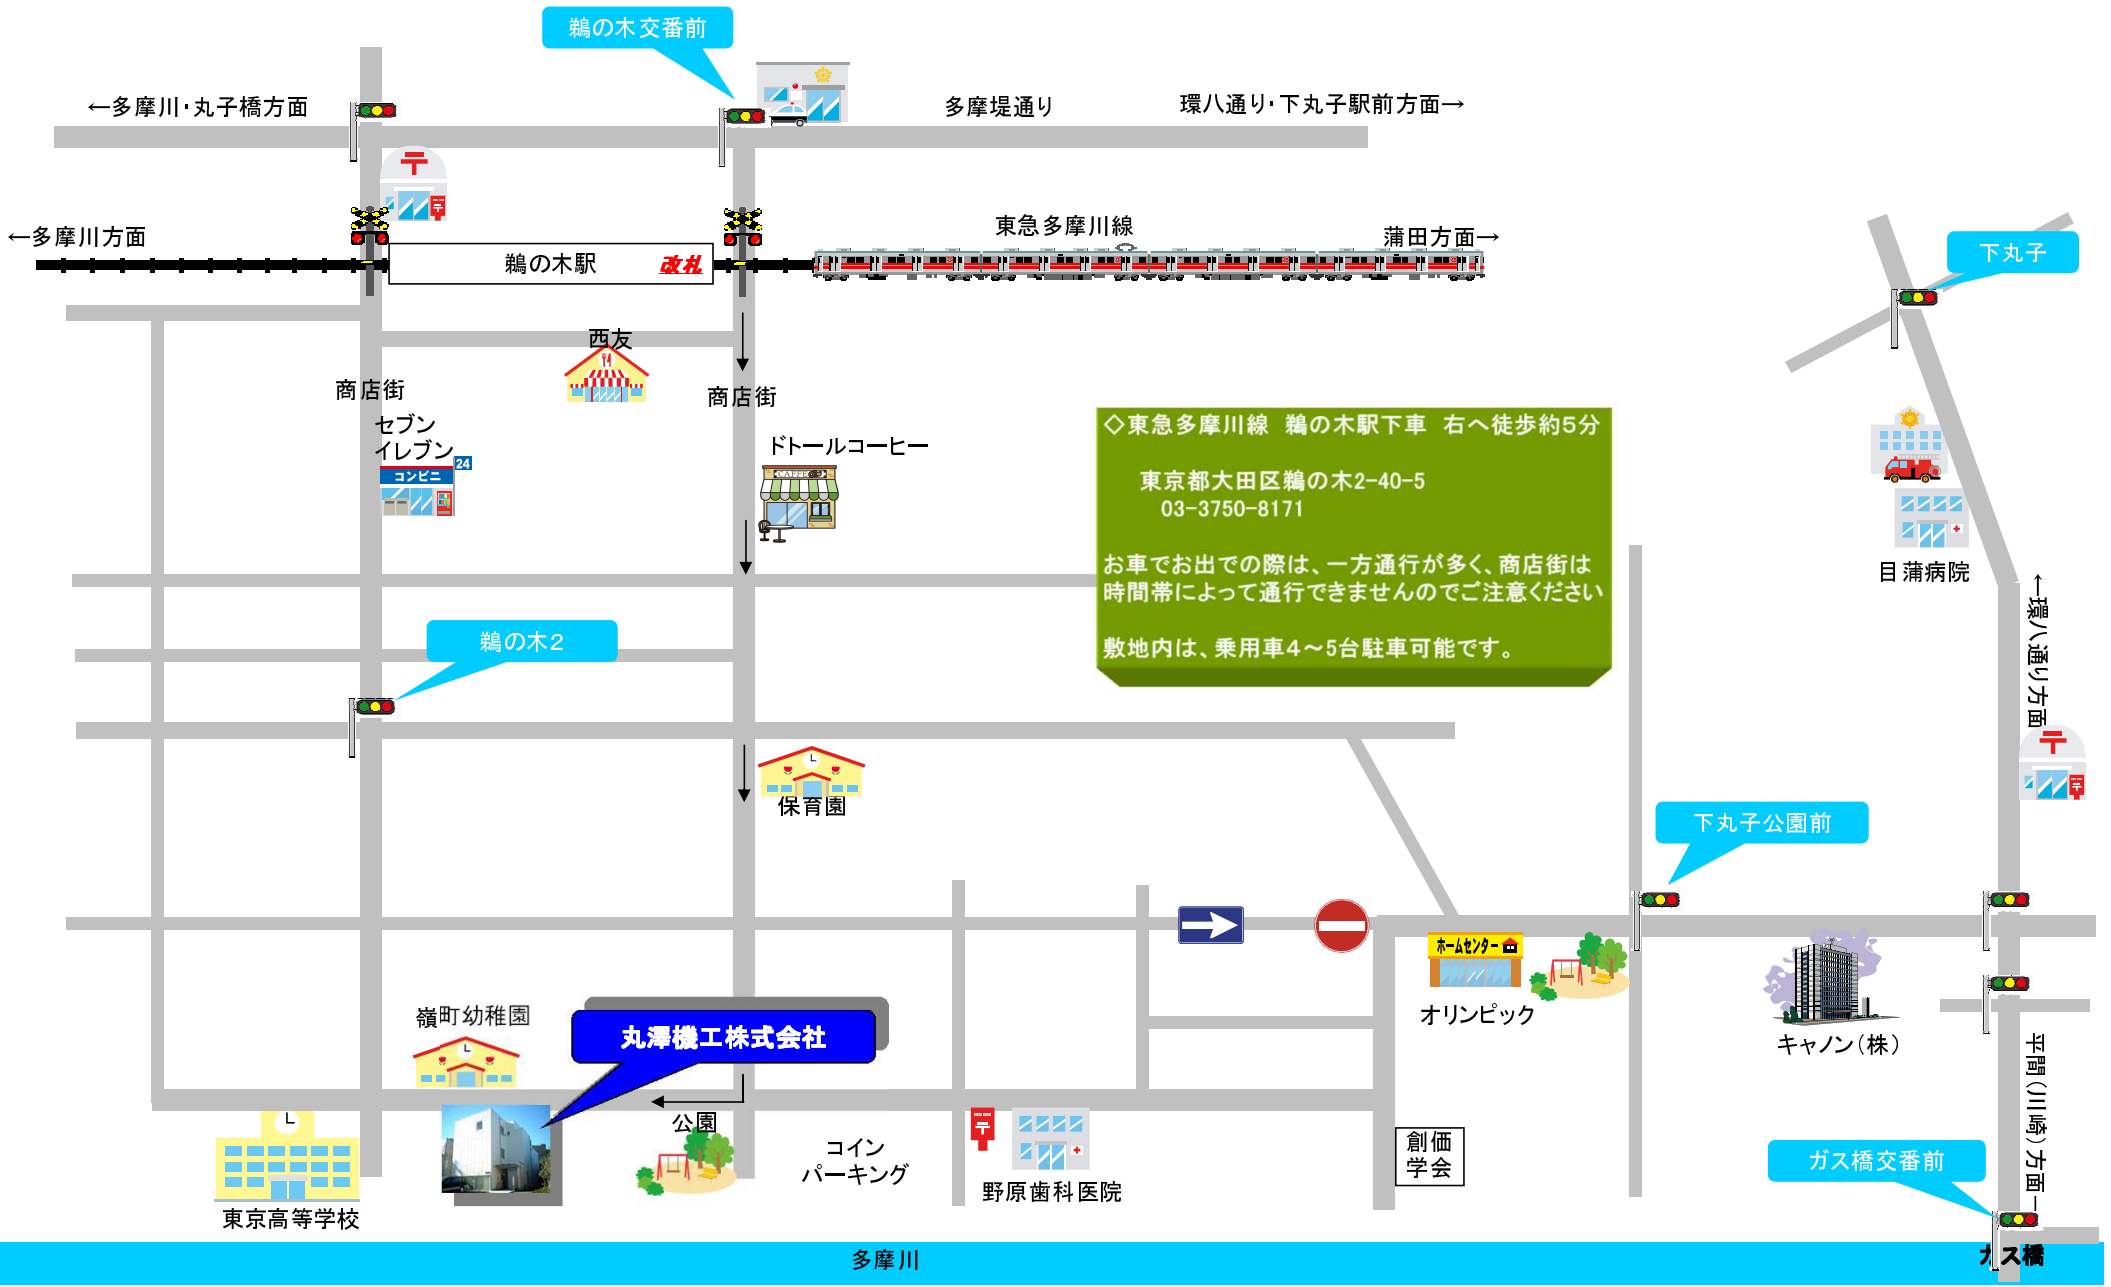 鵜の木交番前
←多摩川・丸子橋方面
多摩堤通り
環八通り・下丸子駅前方面→
←多摩川方面
鵜の木駅
改札
東急多摩川線
蒲田方面→
下丸子
西友
商店街
商店街
セブン
イレブン
24
コンビニ
ドトールコーヒー
CAFFE
◇東急多摩川線 鵜の木駅下車 右へ徒歩約5分
東京都大田区鵜の木2-40-5
03-3750-8171
お車でお出での際は、一方通行が多く、商店街は
時間帯によって通行できませんのでご注意ください
敷地内は、乗用車4～5台駐車可能です。
目蒲病院
←環八通り方面
鵜の木2
保育園
下丸子公園前
ホームセンター
オリンピック
キャノン(株)
嶺町幼稚園
丸澤機工株式会社
公園
コイン
パーキング
野原歯科医院
創価
学会
東京高等学校
平間(川崎)方面→
ガス橋交番前
ガス橋
多摩川